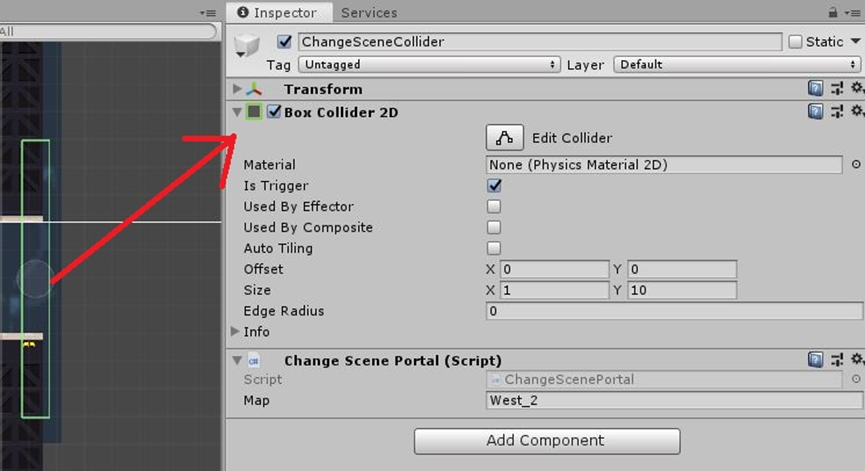 Inspector Services
All
ChangeSceneCollider Static
Tag Untagged Layer Default
Transform
Box Collider 2D
Edit Collider
Material None (Physics Material 2D)
Is Trigger
Used By Effector
Used By Composite
Auto Tiling
Offset X 0 Y 0
Size X 1 Y 10
Edge Radius 0
Info
Change Scene Portal (Script)
Script ChangeScenePortal
Map West_2
Add Component